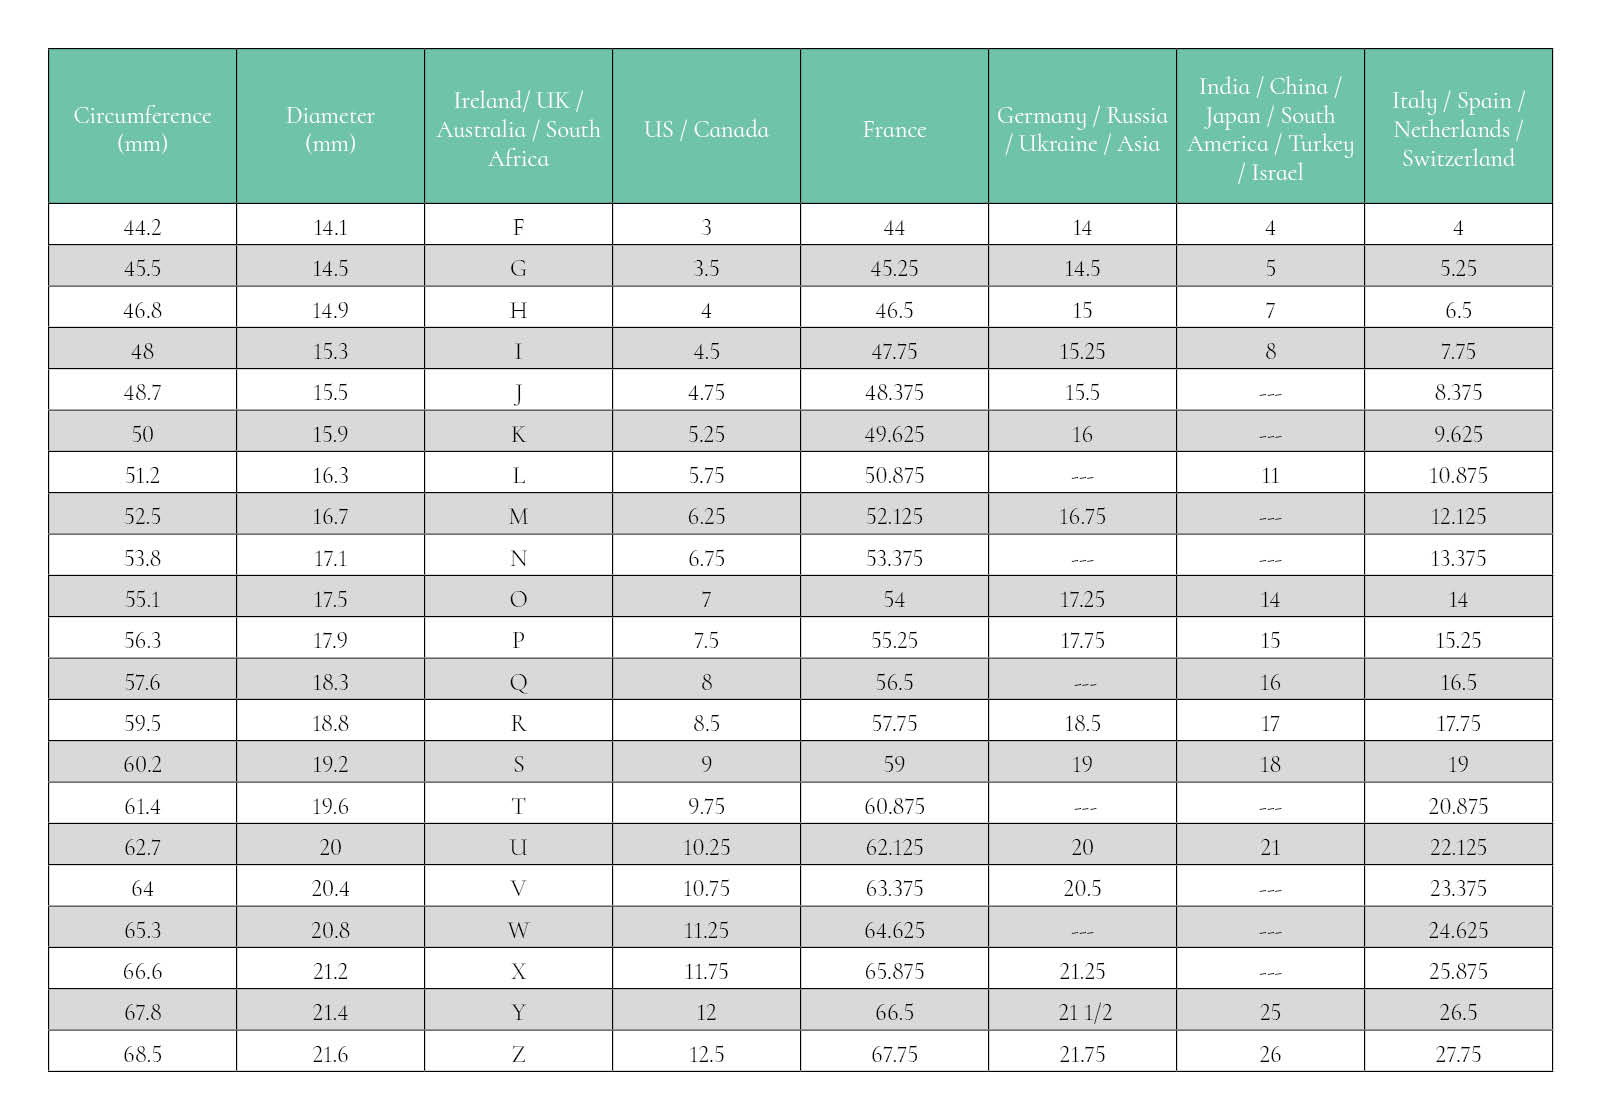 Circumference (mm) Diameter (mm) Ireland/ UK / Australia / South Africa US / Canada France Germany / Russia / Ukraine / Asia India / China / Japan / South America / Turkey / Israel Italy / Spain / Netherlands / Switzerland
44.2 14.1 F 3 44 14 4 4
45.5 14.5 G 3.5 45.25 14.5 5 5.25
46.8 14.9 H 4 46.5 15 7 6.5
48 15.3 I 4.5 47.75 15.25 8 7.75
48.7 15.5 J 4.75 48.375 15.5 --- 8.375
50 15.9 K 5.25 49.625 16 --- 9.625
51.2 16.3 L 5.75 50.875 --- 11 10.875
52.5 16.7 M 6.25 52.125 16.75 --- 12.125
53.8 17.1 N 6.75 53.375 --- --- 13.375
55.1 17.5 O 7 54 17.25 14 14
56.3 17.9 P 7.5 55.25 17.75 15 15.25
57.6 18.3 Q 8 56.5 --- 16 16.5
59.5 18.8 R 8.5 57.75 18.5 17 17.75
60.2 19.2 S 9 59 19 18 19
61.4 19.6 T 9.75 60.875 --- --- 20.875
62.7 20 U 10.25 62.125 20 21 22.125
64 20.4 V 10.75 63.375 20.5 --- 23.375
65.3 20.8 W 11.25 64.625 --- --- 24.625
66.6 21.2 X 11.75 65.875 21.25 --- 25.875
67.8 21.4 Y 12 66.5 21 1/2 25 26.5
68.5 21.6 Z 12.5 67.75 21.75 26 27.75